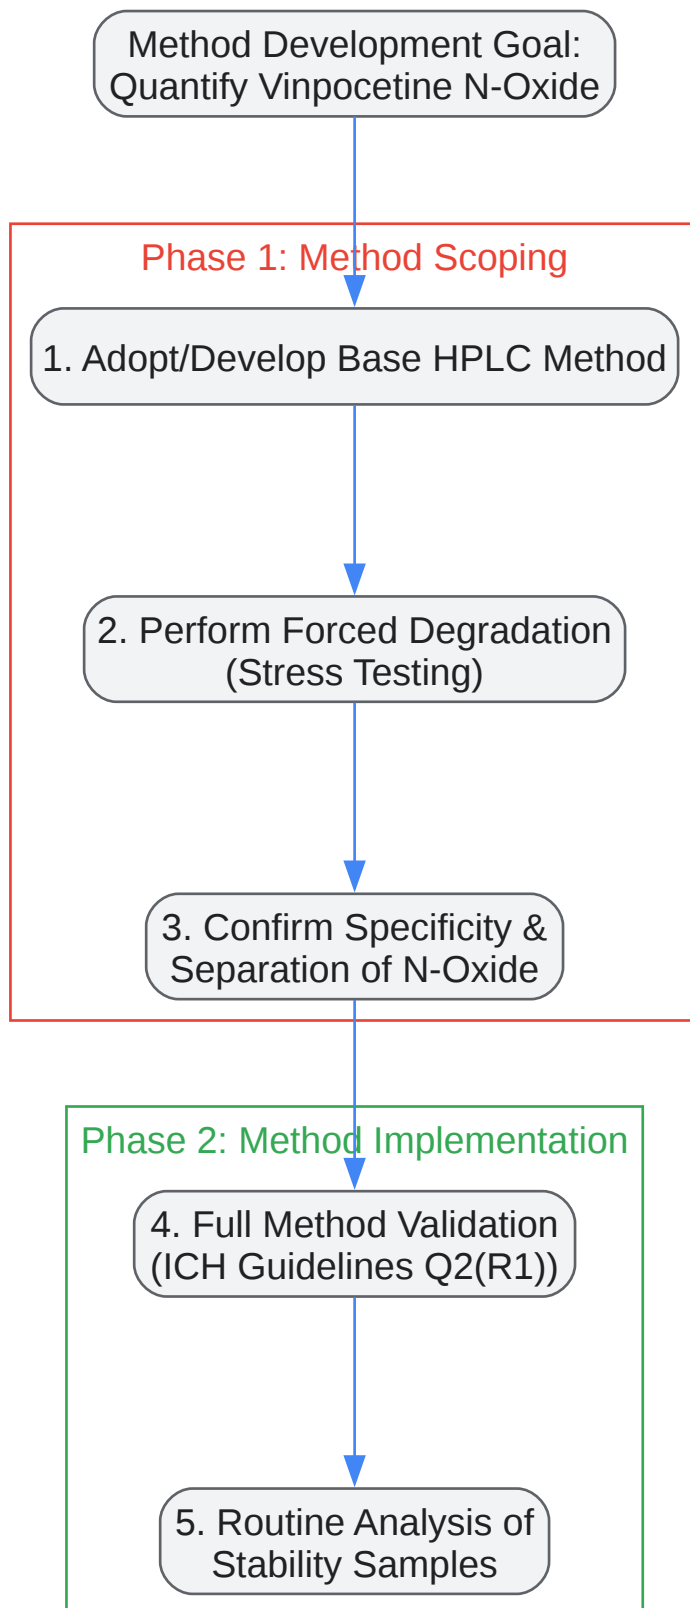 Method Development Goal:
Quantify Vinpocetine N-Oxide
Phase 1: Method Scoping
1. Adopt/Develop Base HPLC Method
2. Perform Forced Degradation
(Stress Testing)
3. Confirm Specificity &
Separation of N-Oxide
Phase 2: Method Implementation
4. Full Method Validation
(ICH Guidelines Q2(R1))
5. Routine Analysis of
Stability Samples